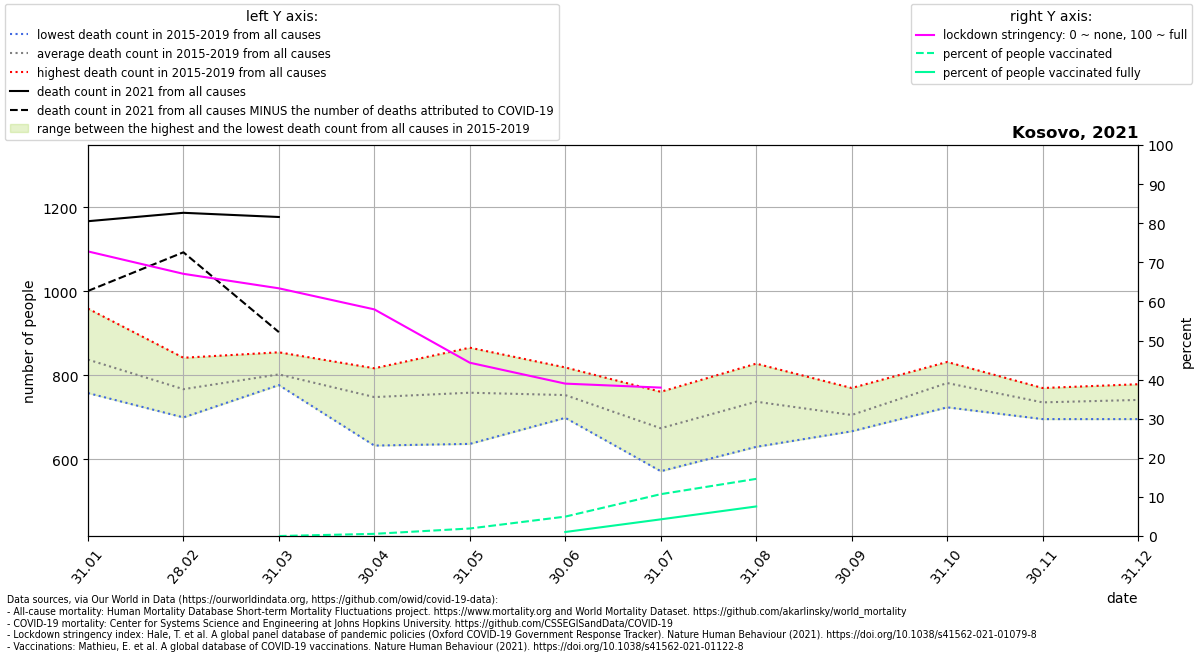 left Y axis:
lowest death count in 2015-2019 from all causes
average death count in 2015-2019 from all causes
highest death count in 2015-2019 from all causes
death count in 2021 from all causes
death count in 2021 from all causes MINUS the number of deaths attributed to COVID-19
range between the highest and the lowest death count from all causes in 2015-2019
right Y axis:
lockdown stringency: 0 ~ none, 100 ~ full
percent of people vaccinated
percent of people vaccinated fully
Kosovo, 2021
number of people
1200
1000
800
600
100
90
80
70
60
50
40
30
20
10
0
percent
31.01
28.02
31.03
30.04
31.05
30.06
31.07
31.08
30.09
31.10
30.11
31.12
date
Data sources, via Our World in Data (https://ourworldindata.org, https://github.com/owid/covid-19-data):
- All-cause mortality: Human Mortality Database Short-term Mortality Fluctuations project. https://www.mortality.org and World Mortality Dataset. https://github.com/akarlinsky/world_mortality
- COVID-19 mortality: Center for Systems Science and Engineering at Johns Hopkins University. https://github.com/CSSEGISandData/COVID-19
- Lockdown stringency index: Hale, T. et al. A global panel database of pandemic policies (Oxford COVID-19 Government Response Tracker). Nature Human Behaviour (2021). https://doi.org/10.1038/s41562-021-01079-8
- Vaccinations: Mathieu, E. et al. A global database of COVID-19 vaccinations. Nature Human Behaviour (2021). https://doi.org/10.1038/s41562-021-01122-8